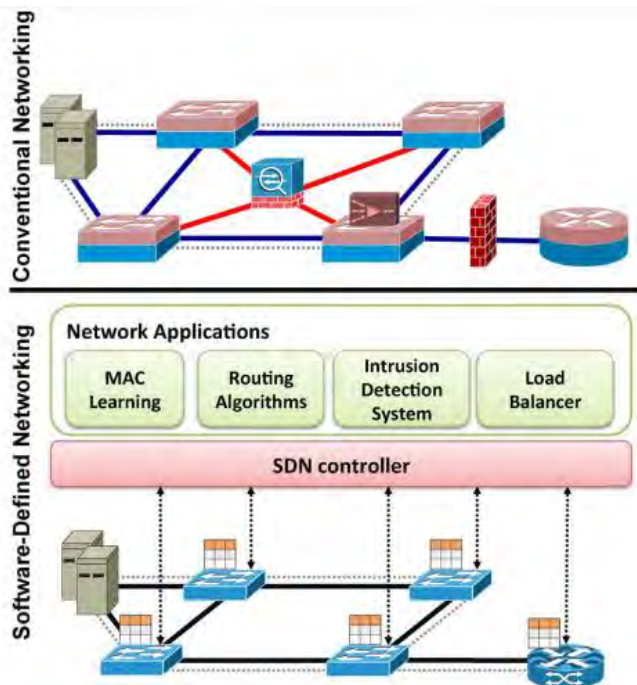 Conventional Networking
Software-Defined Networking
Network Applications
MAC
Learning
Routing
Algorithms
Intrusion
Detection
System
Load
Balancer
SDN controller